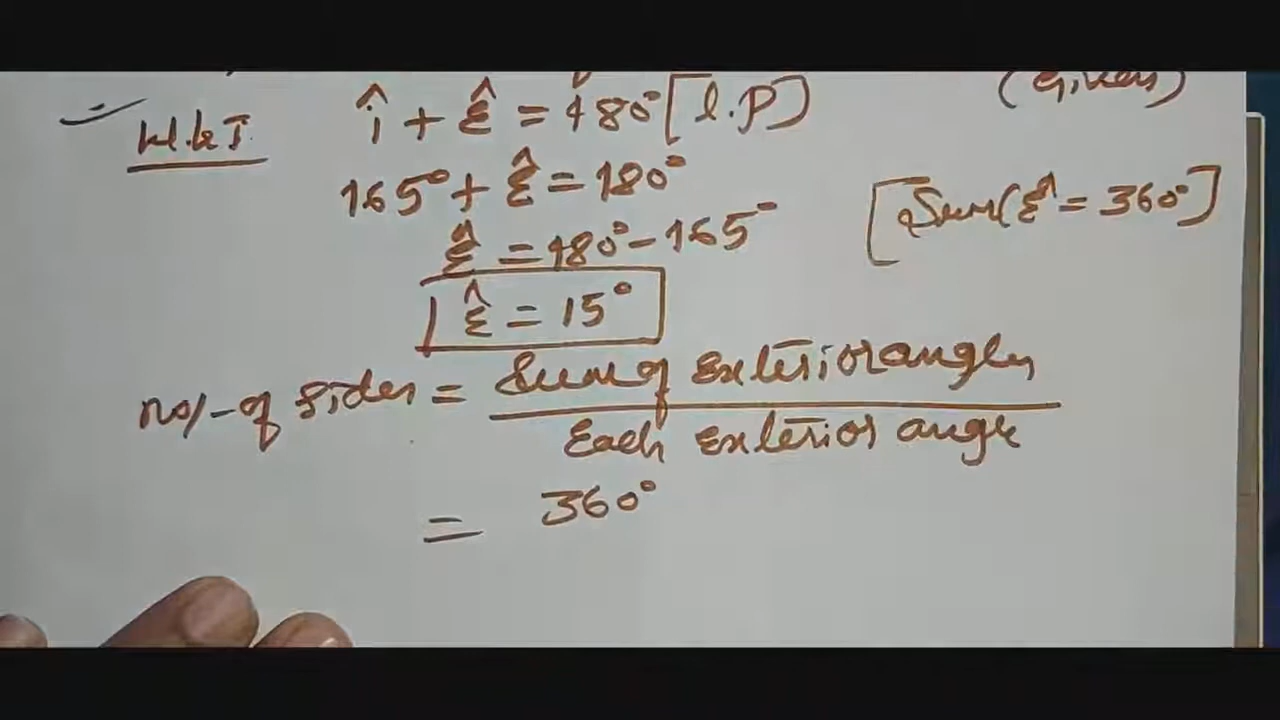 (Given)
W.k.T. î + Ê = 180° [l.P]
165° + Ê = 180°
[Sum(Ê = 360°]
Ê = 180° - 165°
Ê = 15°
no/- of sides = Sum of Exterior angles
Each Exterior angle
= 360°